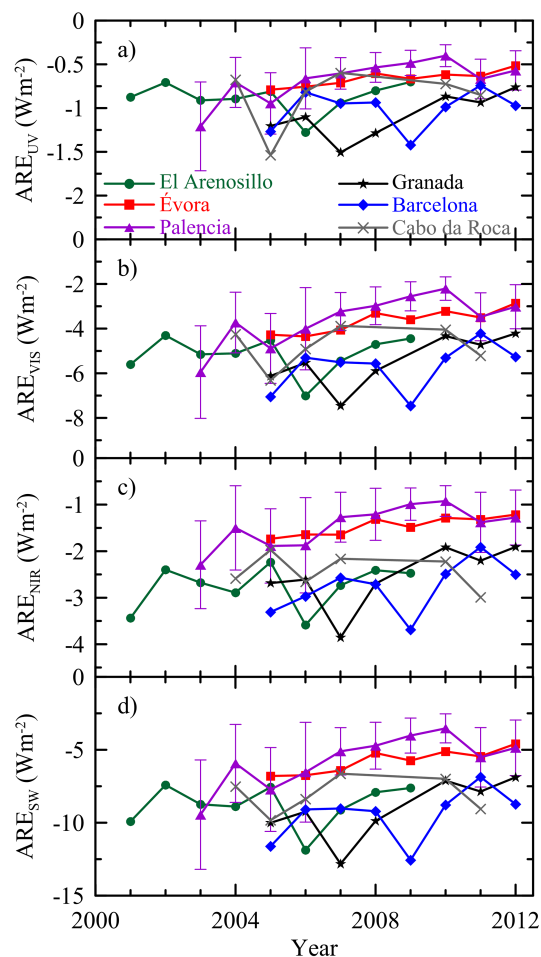 0
a)
-0.5
-1
-1.5
-2
ARE_UV (Wm-2)
El Arenosillo
Granada
Évora
Barcelona
Palencia
Cabo da Roca
0
b)
-2
-4
-6
-8
ARE_VIS (Wm-2)
0
c)
-1
-2
-3
-4
ARE_NIR (Wm-2)
0
d)
-5
-10
-15
ARE_SW (Wm-2)
2000
2004
2008
2012
Year